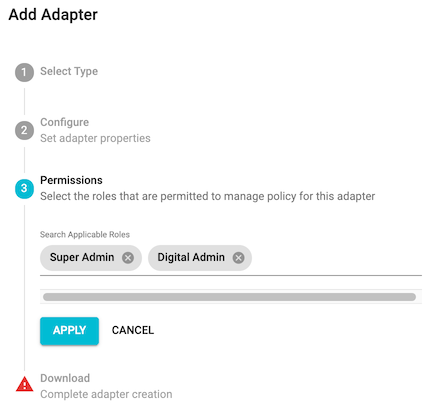 Add Adapter
1 Select Type
2 Configure
Set adapter properties
3 Permissions
Select the roles that are permitted to manage policy for this adapter
Search Applicable Roles
Super Admin Digital Admin
APPLY CANCEL
Download
Complete adapter creation